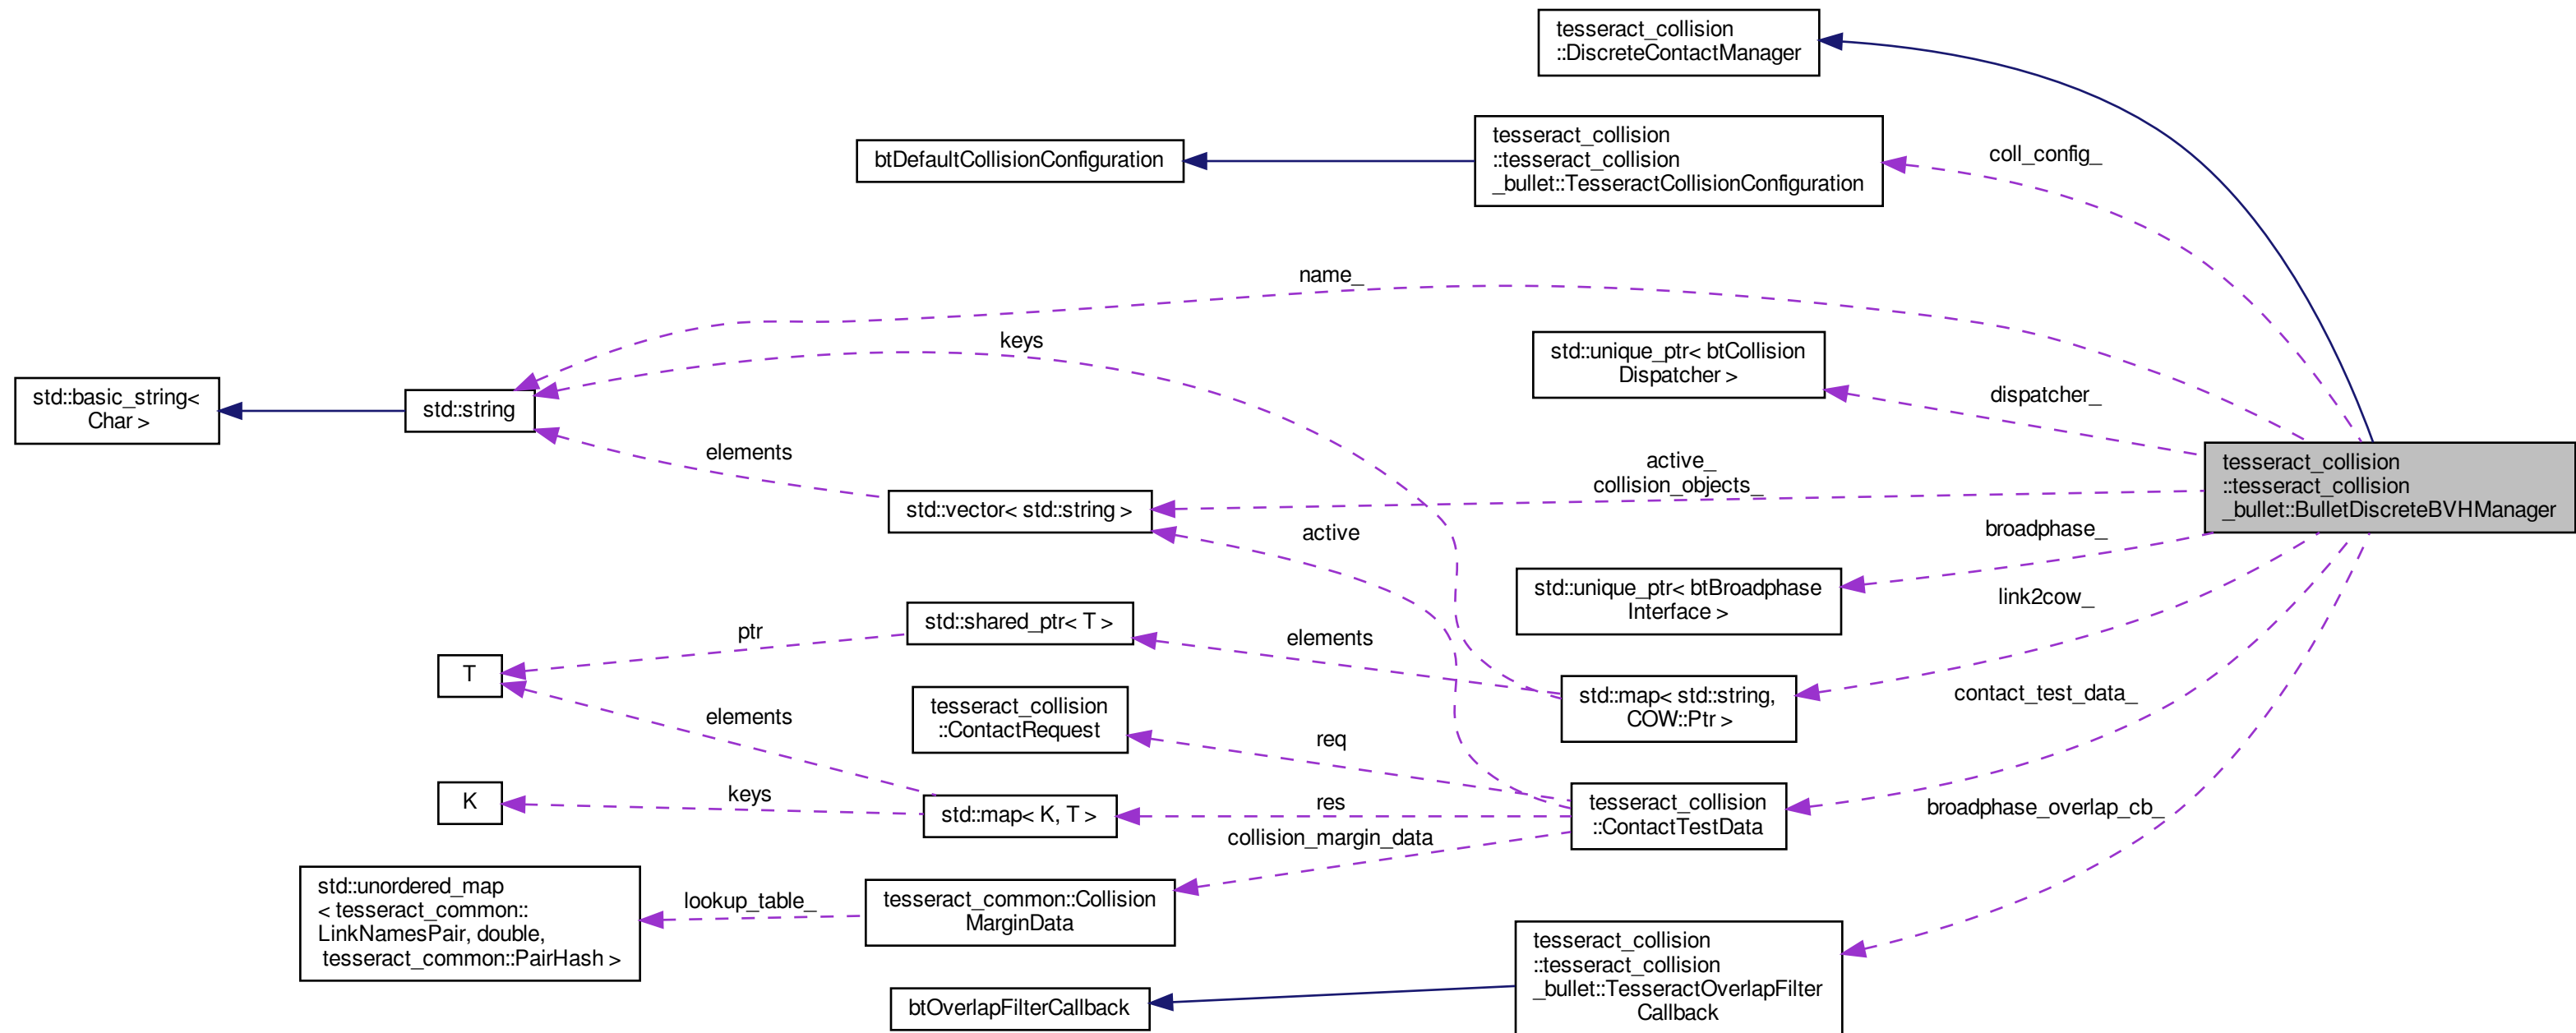 tesseract_collision
::DiscreteContactManager
tesseract_collision
::tesseract_collision
_bullet::TesseractCollisionConfiguration
btDefaultCollisionConfiguration
coll_config_
name_
keys
std::unique_ptr< btCollision
Dispatcher >
dispatcher_
std::basic_string<
Char >
std::string
elements
active_
collision_objects_
tesseract_collision
::tesseract_collision
_bullet::BulletDiscreteBVHManager
std::vector< std::string >
active
broadphase_
std::unique_ptr< btBroadphase
Interface >
link2cow_
std::shared_ptr< T >
ptr
elements
T
std::map< std::string,
COW::Ptr >
contact_test_data_
tesseract_collision
::ContactRequest
elements
req
K
keys
std::map< K, T >
res
tesseract_collision
::ContactTestData
broadphase_overlap_cb_
collision_margin_data
std::unordered_map
< tesseract_common::
LinkNamesPair, double,
tesseract_common::PairHash >
lookup_table_
tesseract_common::Collision
MarginData
tesseract_collision
::tesseract_collision
_bullet::TesseractOverlapFilter
Callback
btOverlapFilterCallback